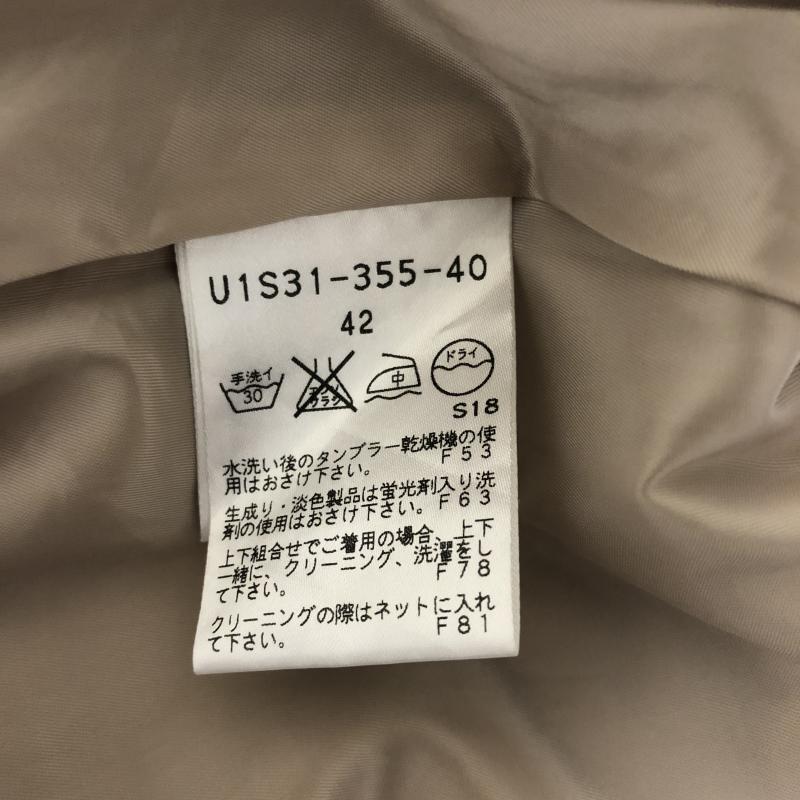 U1S31-355-40
42
手洗イ
30
エンソ
サラシ
中
ドライ
S18
水洗い後のタンブラー乾燥機の使
用はおさけ下さい。 F53
生成り・淡色製品は蛍光剤入り洗
剤の使用はおさけ下さい。 F63
上下組合せでご着用の場合、上下
一緒に、クリーニング、洗濯をし
て下さい。 F78
クリーニングの際はネットに入れ
て下さい。 F81